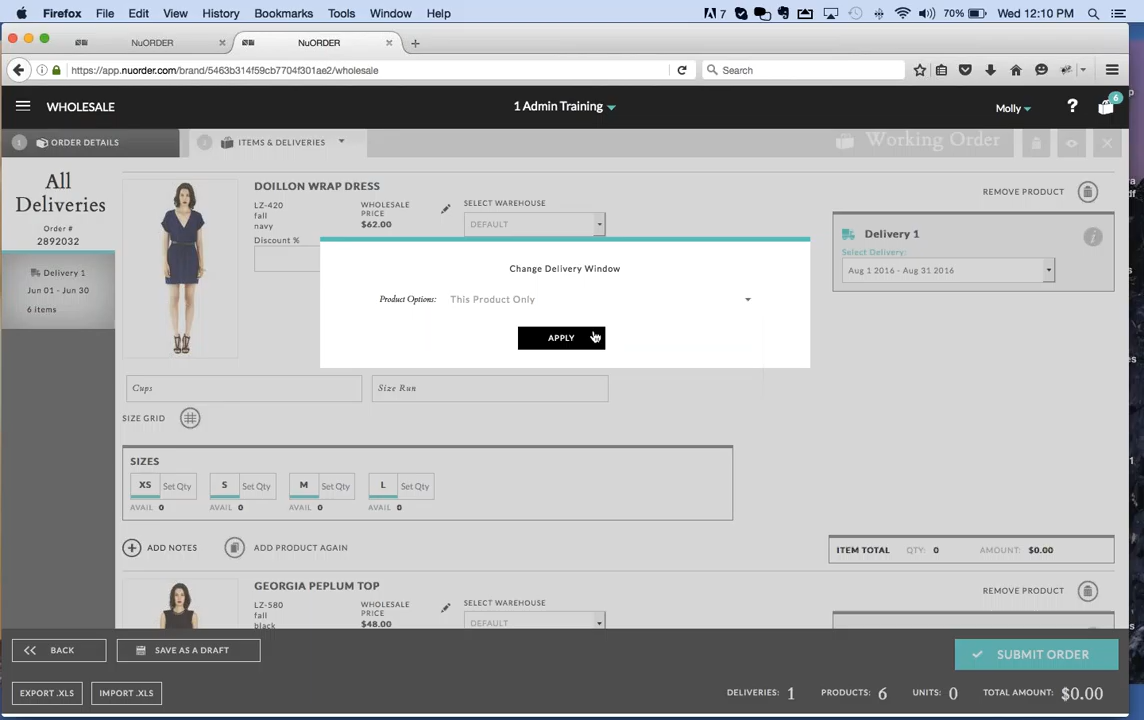 Firefox File Edit View History Bookmarks Tools Window Help 7 70% Wed 12:10 PM
NuORDER NuORDER
https://app.nuorder.com/brand/5463b314f59cb7704f301ae2/wholesale Search
WHOLESALE 1 Admin Training Molly ? 6
1 ORDER DETAILS 2 ITEMS & DELIVERIES Working Order
All
Deliveries
Order #
2892032
Delivery 1
Jun 01 - Jun 30
6 items
DOILLON WRAP DRESS
LZ-420
fall
navy
Discount %
WHOLESALE
PRICE
$62.00
SELECT WAREHOUSE
DEFAULT
REMOVE PRODUCT
Delivery 1
Select Delivery:
Aug 1 2016 - Aug 31 2016
Change Delivery Window
Product Options: This Product Only
APPLY
Cups Size Run
SIZE GRID
SIZES
XS Set Qty S Set Qty M Set Qty L Set Qty
AVAIL 0 AVAIL 0 AVAIL 0 AVAIL 0
ADD NOTES ADD PRODUCT AGAIN
ITEM TOTAL QTY: 0 AMOUNT: $0.00
GEORGIA PEPLUM TOP
LZ-580
fall
black
WHOLESALE
PRICE
$48.00
SELECT WAREHOUSE
DEFAULT
REMOVE PRODUCT
BACK SAVE AS A DRAFT SUBMIT ORDER
EXPORT .XLS IMPORT .XLS DELIVERIES: 1 PRODUCTS: 6 UNITS: 0 TOTAL AMOUNT: $0.00